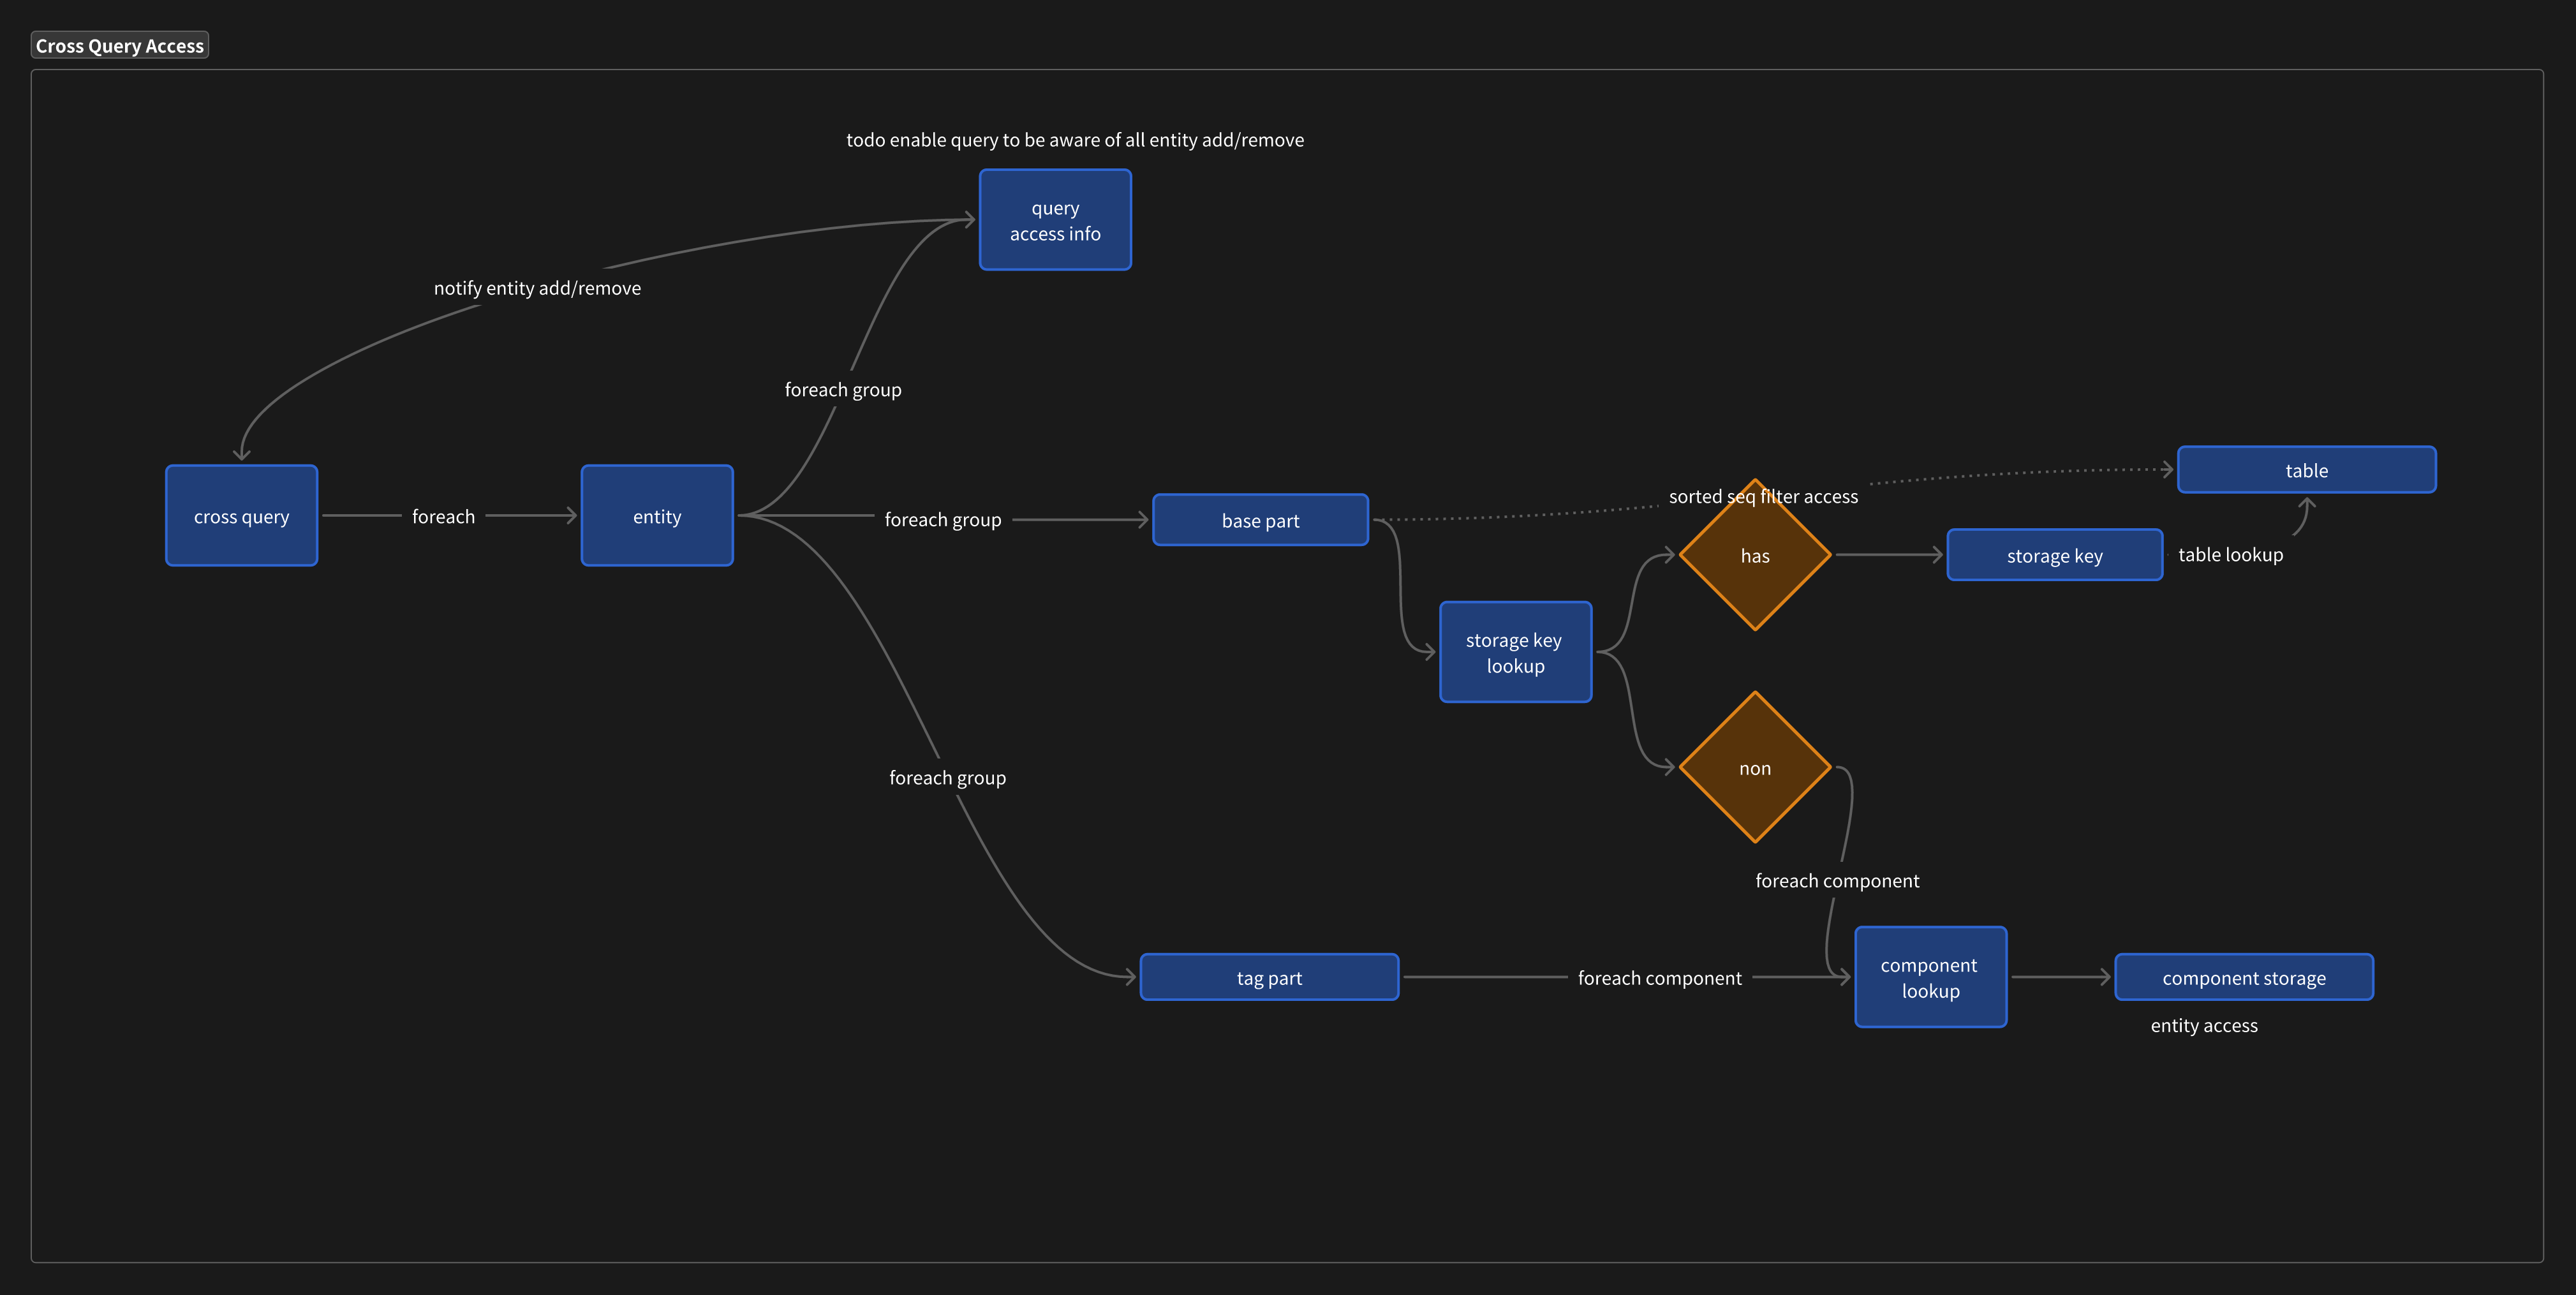 Cross Query Access
todo enable query to be aware of all entity add/remove
query
access info
notify entity add/remove
foreach group
cross query
foreach
entity
foreach group
base part
sorted seq filter access
table
has
storage key
table lookup
storage key
lookup
non
foreach group
foreach component
tag part
foreach component
component
lookup
component storage
entity access